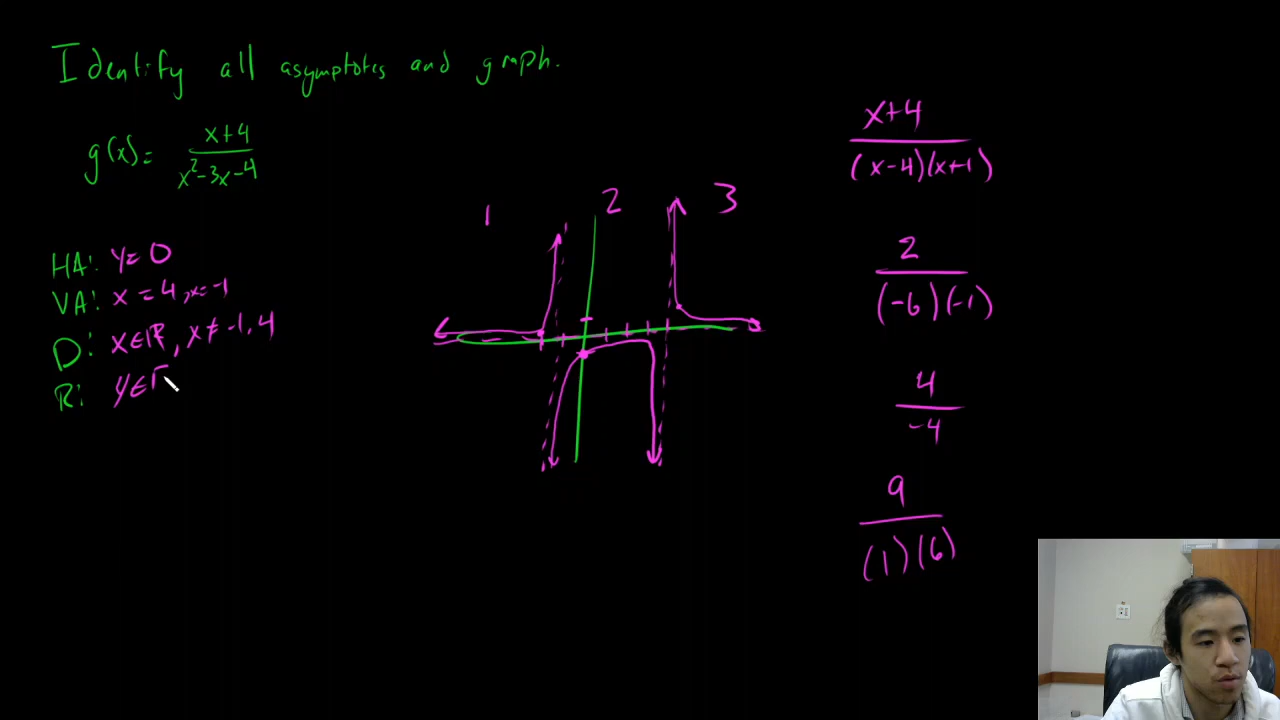 Identify all asymptotes and graph.
g(x)= x+4
x²-3x-4
HA: y=0
VA: x=4, x=-1
D: x∈ℝ, x≠-1,4
R: y∈
1 2 3
x+4
(x-4)(x+1)
2
(-6)(-1)
4
-4
9
(1)(6)